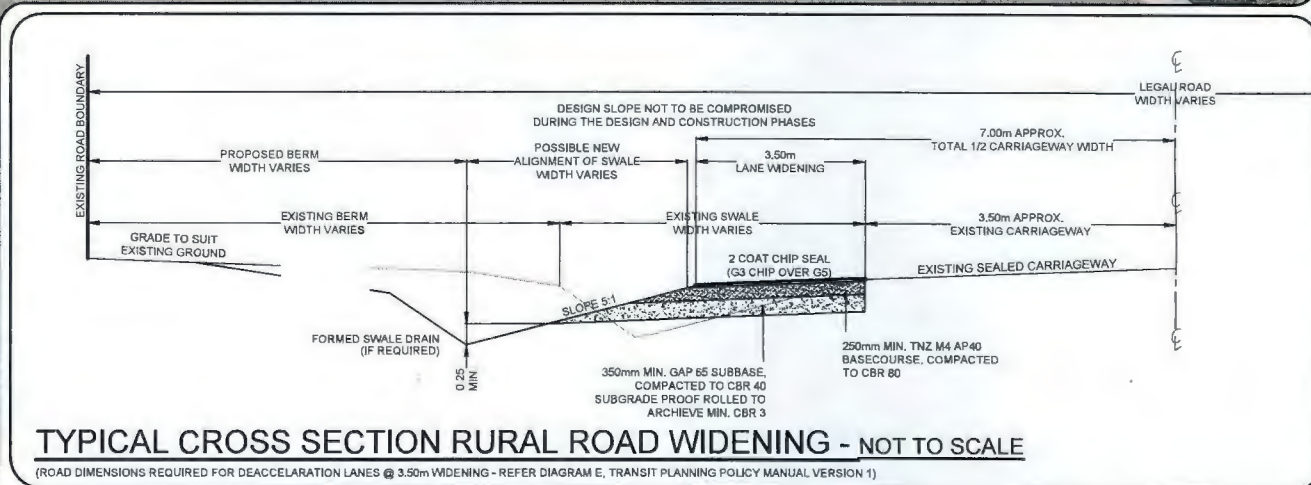 EXISTING ROAD BOUNDARY
℄
LEGAL ROAD
WIDTH VARIES
DESIGN SLOPE NOT TO BE COMPROMISED
DURING THE DESIGN AND CONSTRUCTION PHASES
7.00m APPROX.
TOTAL 1/2 CARRIAGEWAY WIDTH
PROPOSED BERM
WIDTH VARIES
POSSIBLE NEW
ALIGNMENT OF SWALE
WIDTH VARIES
3.50m
LANE WIDENING
℄
EXISTING BERM
WIDTH VARIES
EXISTING SWALE
WIDTH VARIES
3.50m APPROX.
EXISTING CARRIAGEWAY
GRADE TO SUIT
EXISTING GROUND
2 COAT CHIP SEAL
(G3 CHIP OVER G5)
EXISTING SEALED CARRIAGEWAY
SLOPE 5:1
FORMED SWALE DRAIN
(IF REQUIRED)
0.25
MIN.
350mm MIN. GAP 65 SUBBASE,
COMPACTED TO CBR 40
SUBGRADE PROOF ROLLED TO
ARCHIEVE MIN. CBR 3
250mm MIN. TNZ M4 AP40
BASECOURSE, COMPACTED
TO CBR 80
℄
TYPICAL CROSS SECTION RURAL ROAD WIDENING - NOT TO SCALE
(ROAD DIMENSIONS REQUIRED FOR DEACCELARATION LANES @ 3.50m WIDENING - REFER DIAGRAM E, TRANSIT PLANNING POLICY MANUAL VERSION 1)